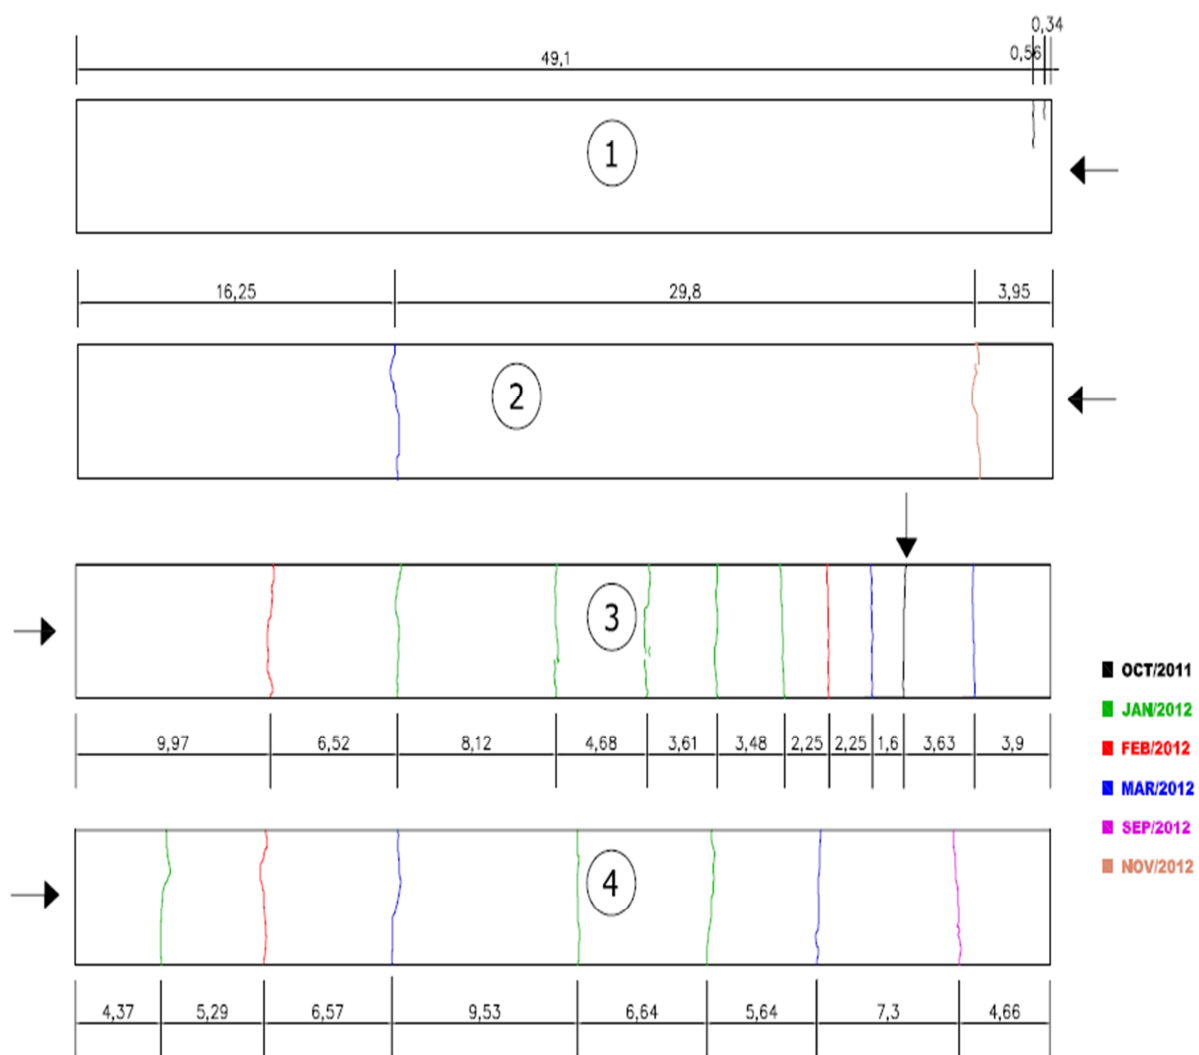 0,34
49,1 0,56
1
16,25 29,8 3,95
2
3
OCT/2011
JAN/2012
9,97 6,52 8,12 4,68 3,61 3,48 2,25 2,25 1,6 3,63 3,9
FEB/2012
MAR/2012
SEP/2012
NOV/2012
4
4,37 5,29 6,57 9,53 6,64 5,64 7,3 4,66